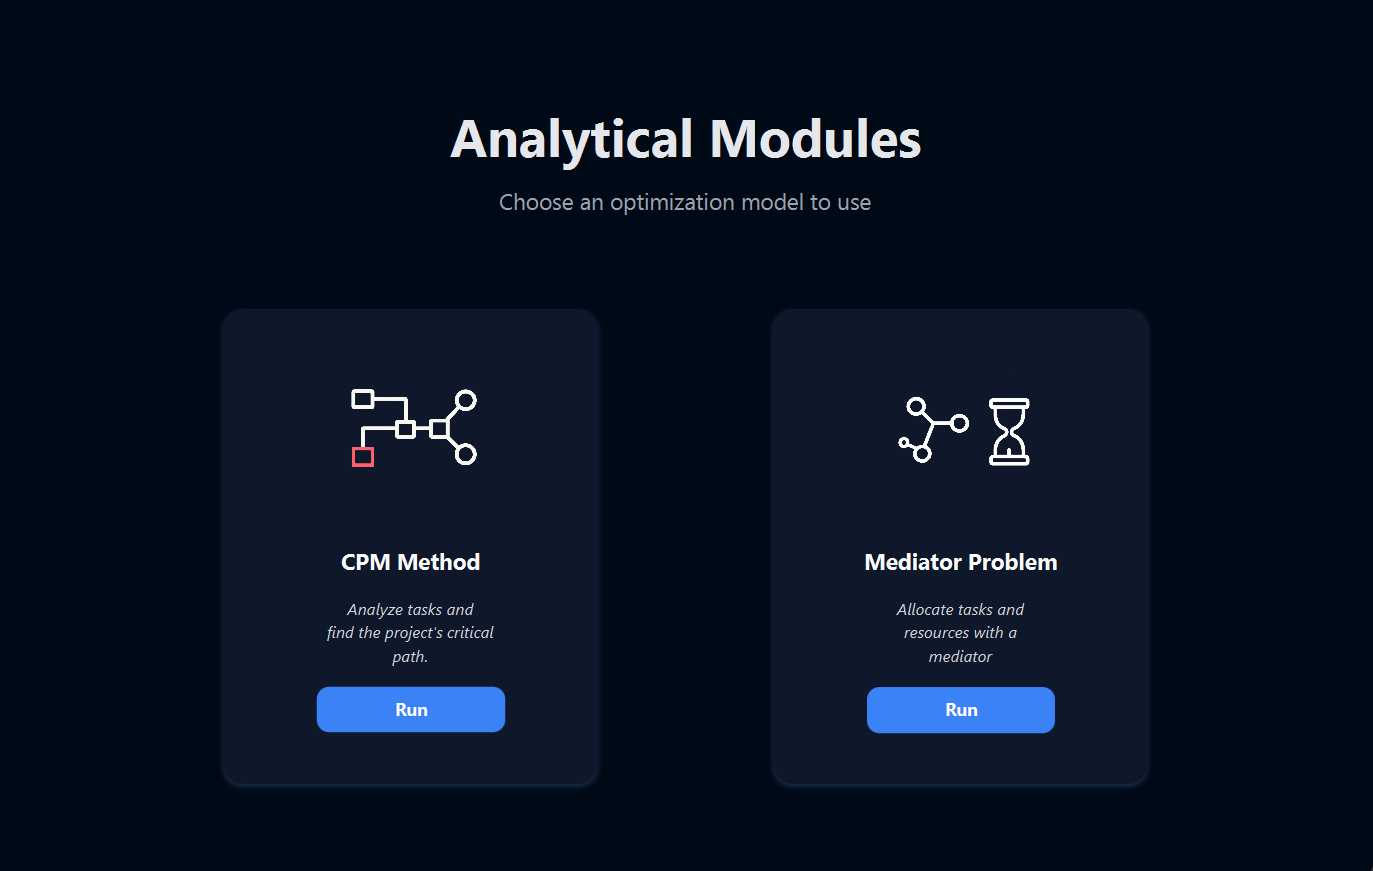 Analytical Modules
Choose an optimization model to use
CPM Method
Analyze tasks and
find the project's critical
path.
Run
Mediator Problem
Allocate tasks and
resources with a
mediator
Run